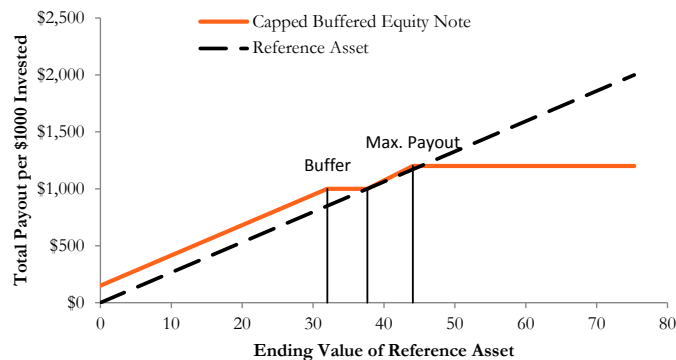 $2,500
Capped Buffered Equity Note
Reference Asset
$2,000
$1,500
Max. Payout
Buffer
$1,000
$500
$0
0 10 20 30 40 50 60 70 80
Total Payout per $1000 Invested
Ending Value of Reference Asset